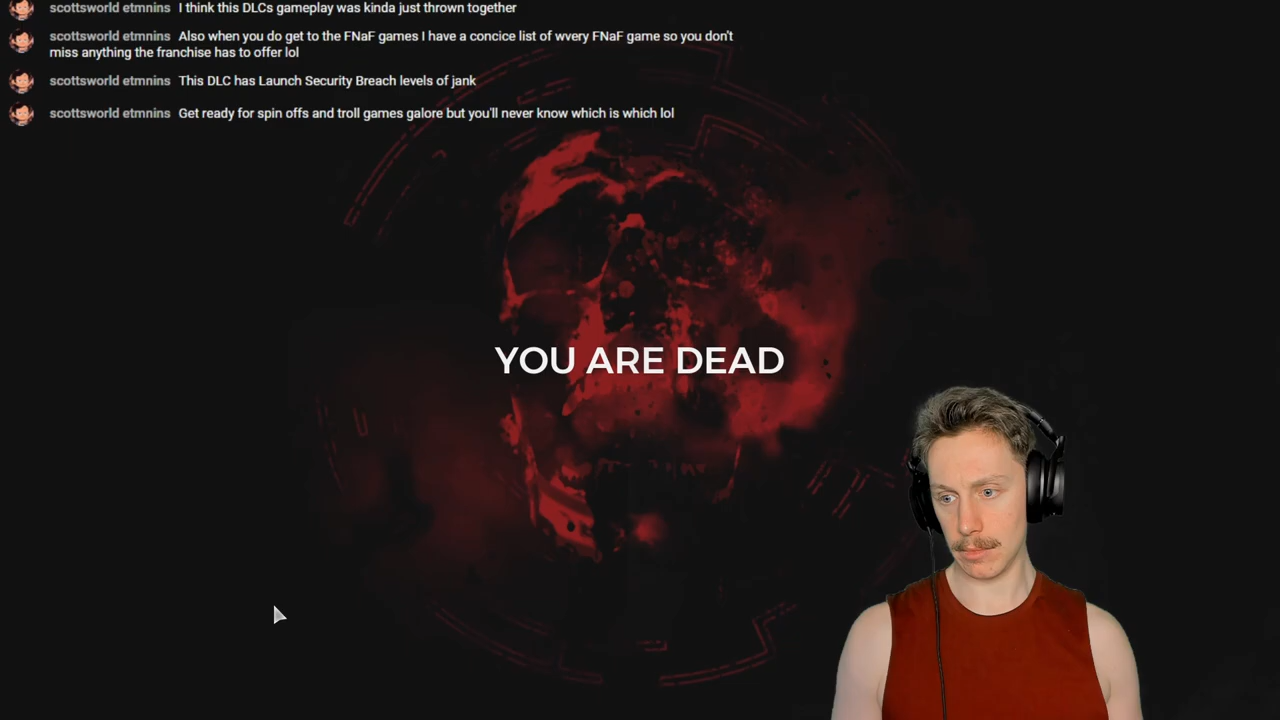 scottsworld etmnins I think this DLCs gameplay was kinda just thrown together
scottsworld etmnins Also when you do get to the FNaF games I have a concice list of wvery FNaF game so you don't
miss anything the franchise has to offer lol
scottsworld etmnins This DLC has Launch Security Breach levels of jank
scottsworld etmnins Get ready for spin offs and troll games galore but you'll never know which is which lol
YOU ARE DEAD